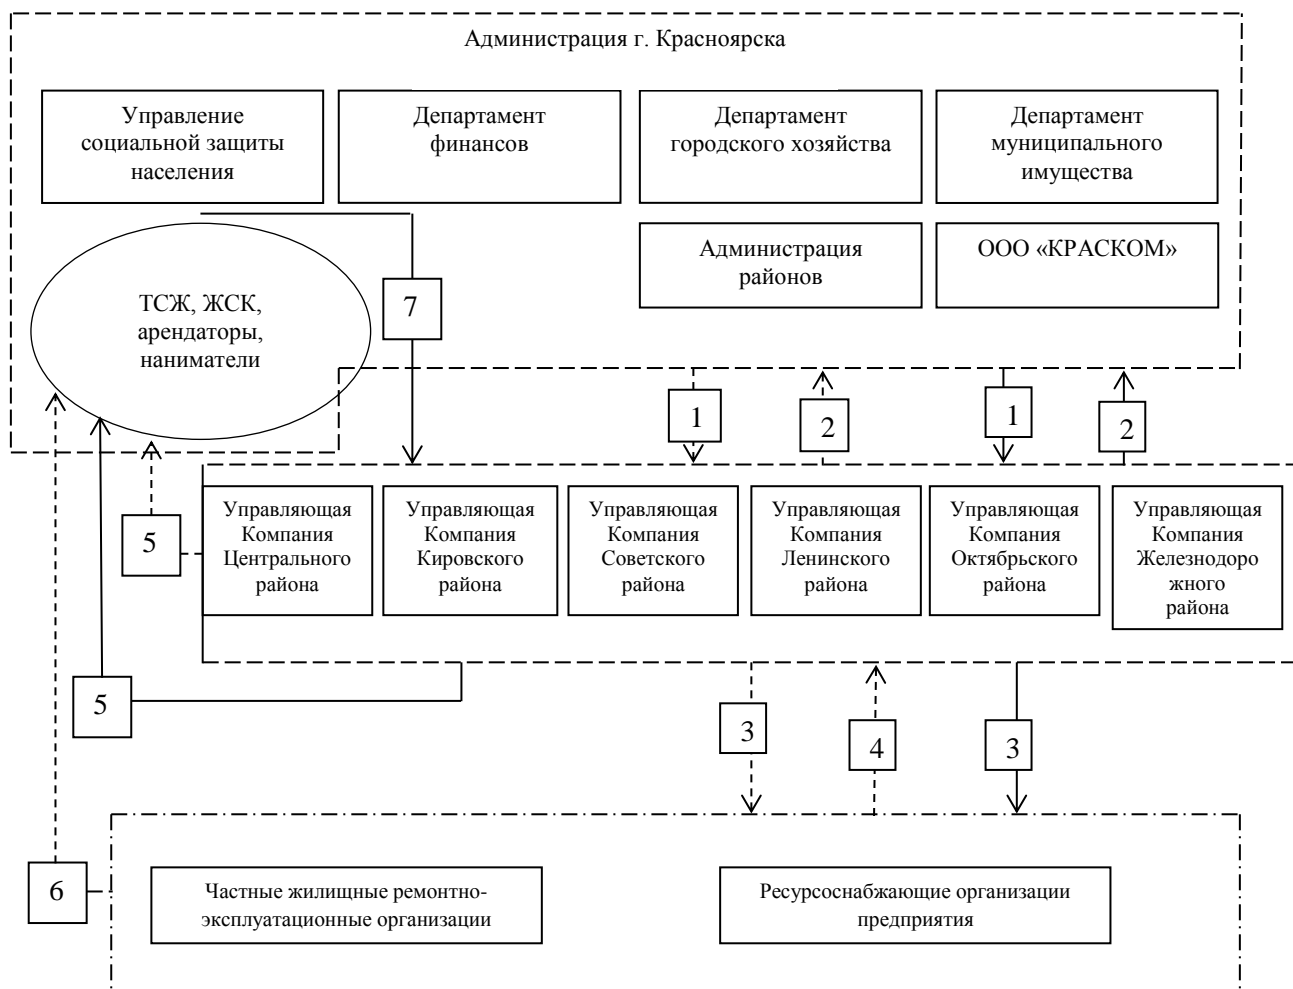 Администрация г. Красноярска
Управление
социальной защиты
населения
Департамент
финансов
Департамент
городского хозяйства
Департамент
муниципального
имущества
Администрация
районов
ООО «КРАСКОМ»
ТСЖ, ЖСК,
арендаторы,
наниматели
7
1
2
1
2
5
Управляющая
Компания
Центрального
района
Управляющая
Компания
Кировского
района
Управляющая
Компания
Советского
района
Управляющая
Компания
Ленинского
района
Управляющая
Компания
Октябрьского
района
Управляющая
Компания
Железнодоро
жного
района
5
3
4
3
6
Частные жилищные ремонтно-
эксплуатационные организации
Ресурсоснабжающие организации
предприятия